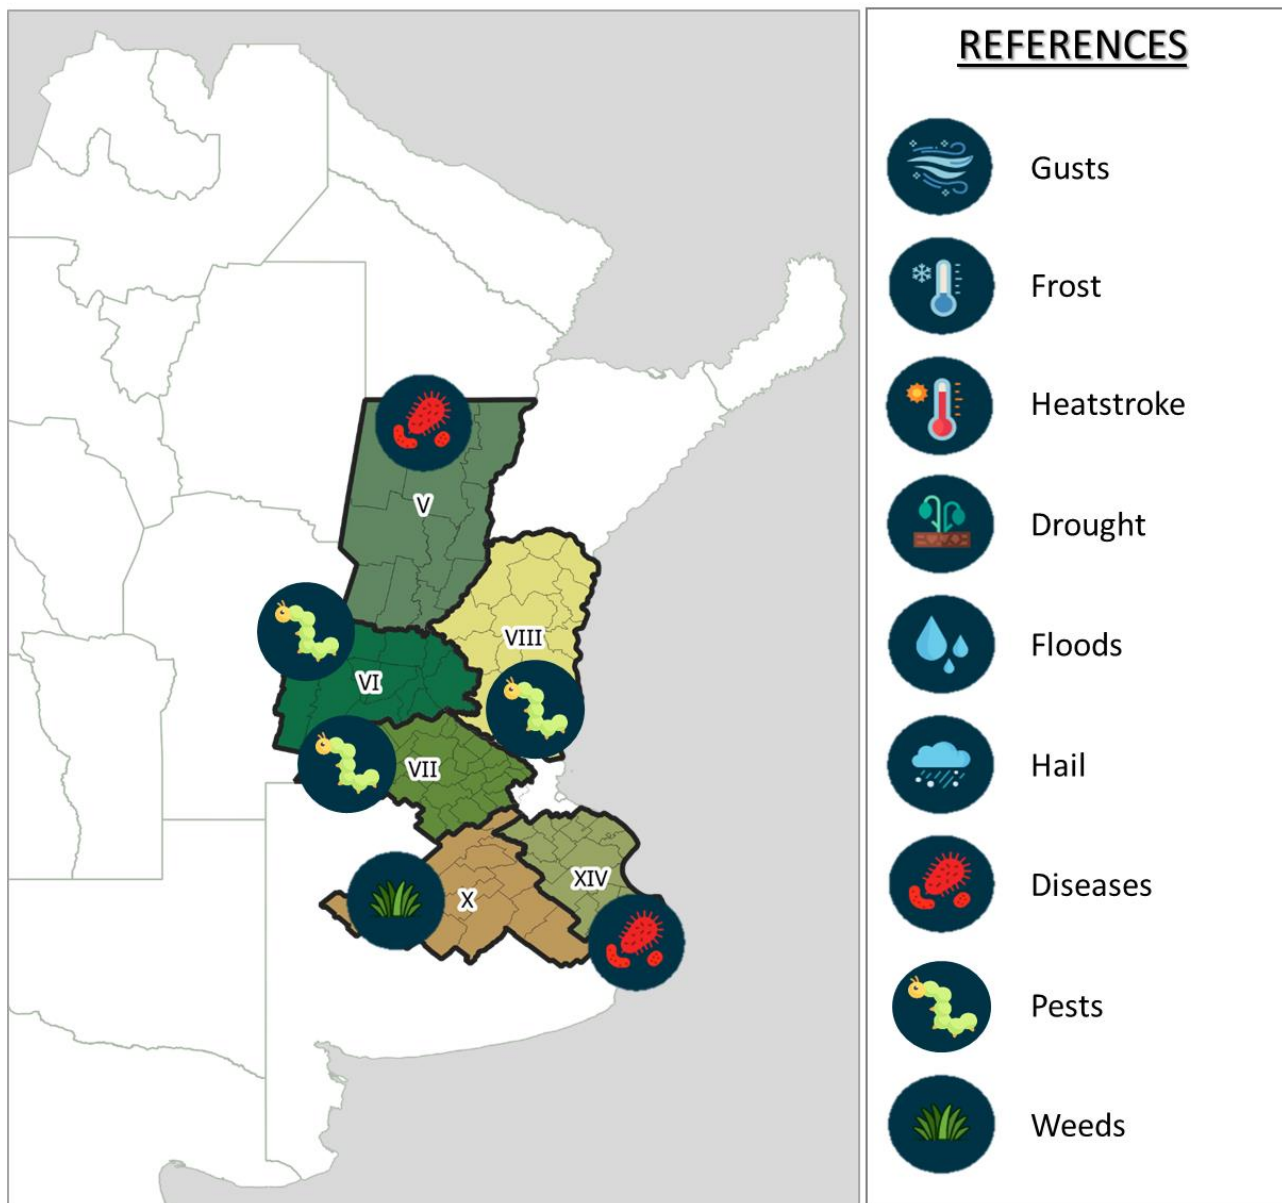 REFERENCES
Gusts
Frost
Heatstroke
Drought
Floods
Hail
Diseases
Pests
Weeds
V
VIII
VI
VII
XIV
X